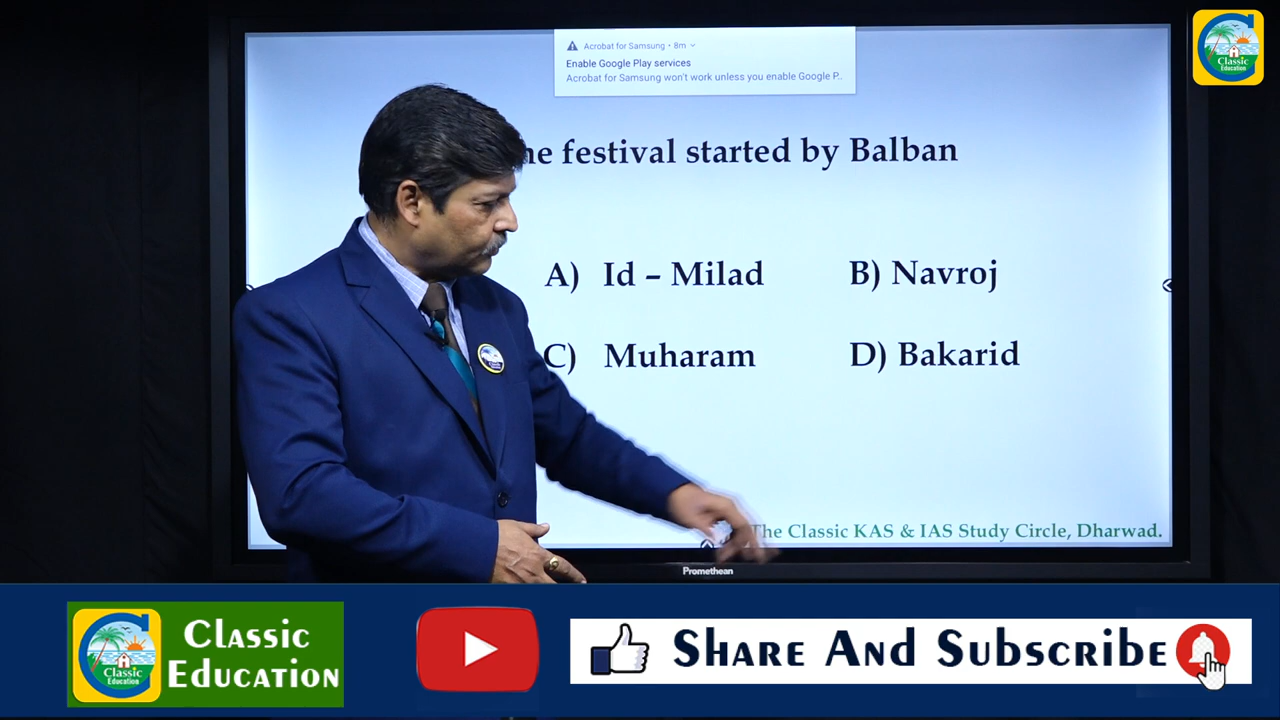 Acrobat for Samsung • 8m
Enable Google Play services
Acrobat for Samsung won't work unless you enable Google P..
Classic
Education
he festival started by Balban
A) Id – Milad
B) Navroj
C) Muharam
D) Bakarid
The Classic KAS & IAS Study Circle, Dharwad.
Promethean
Classic
Education
Classic
Education
Share And Subscribe